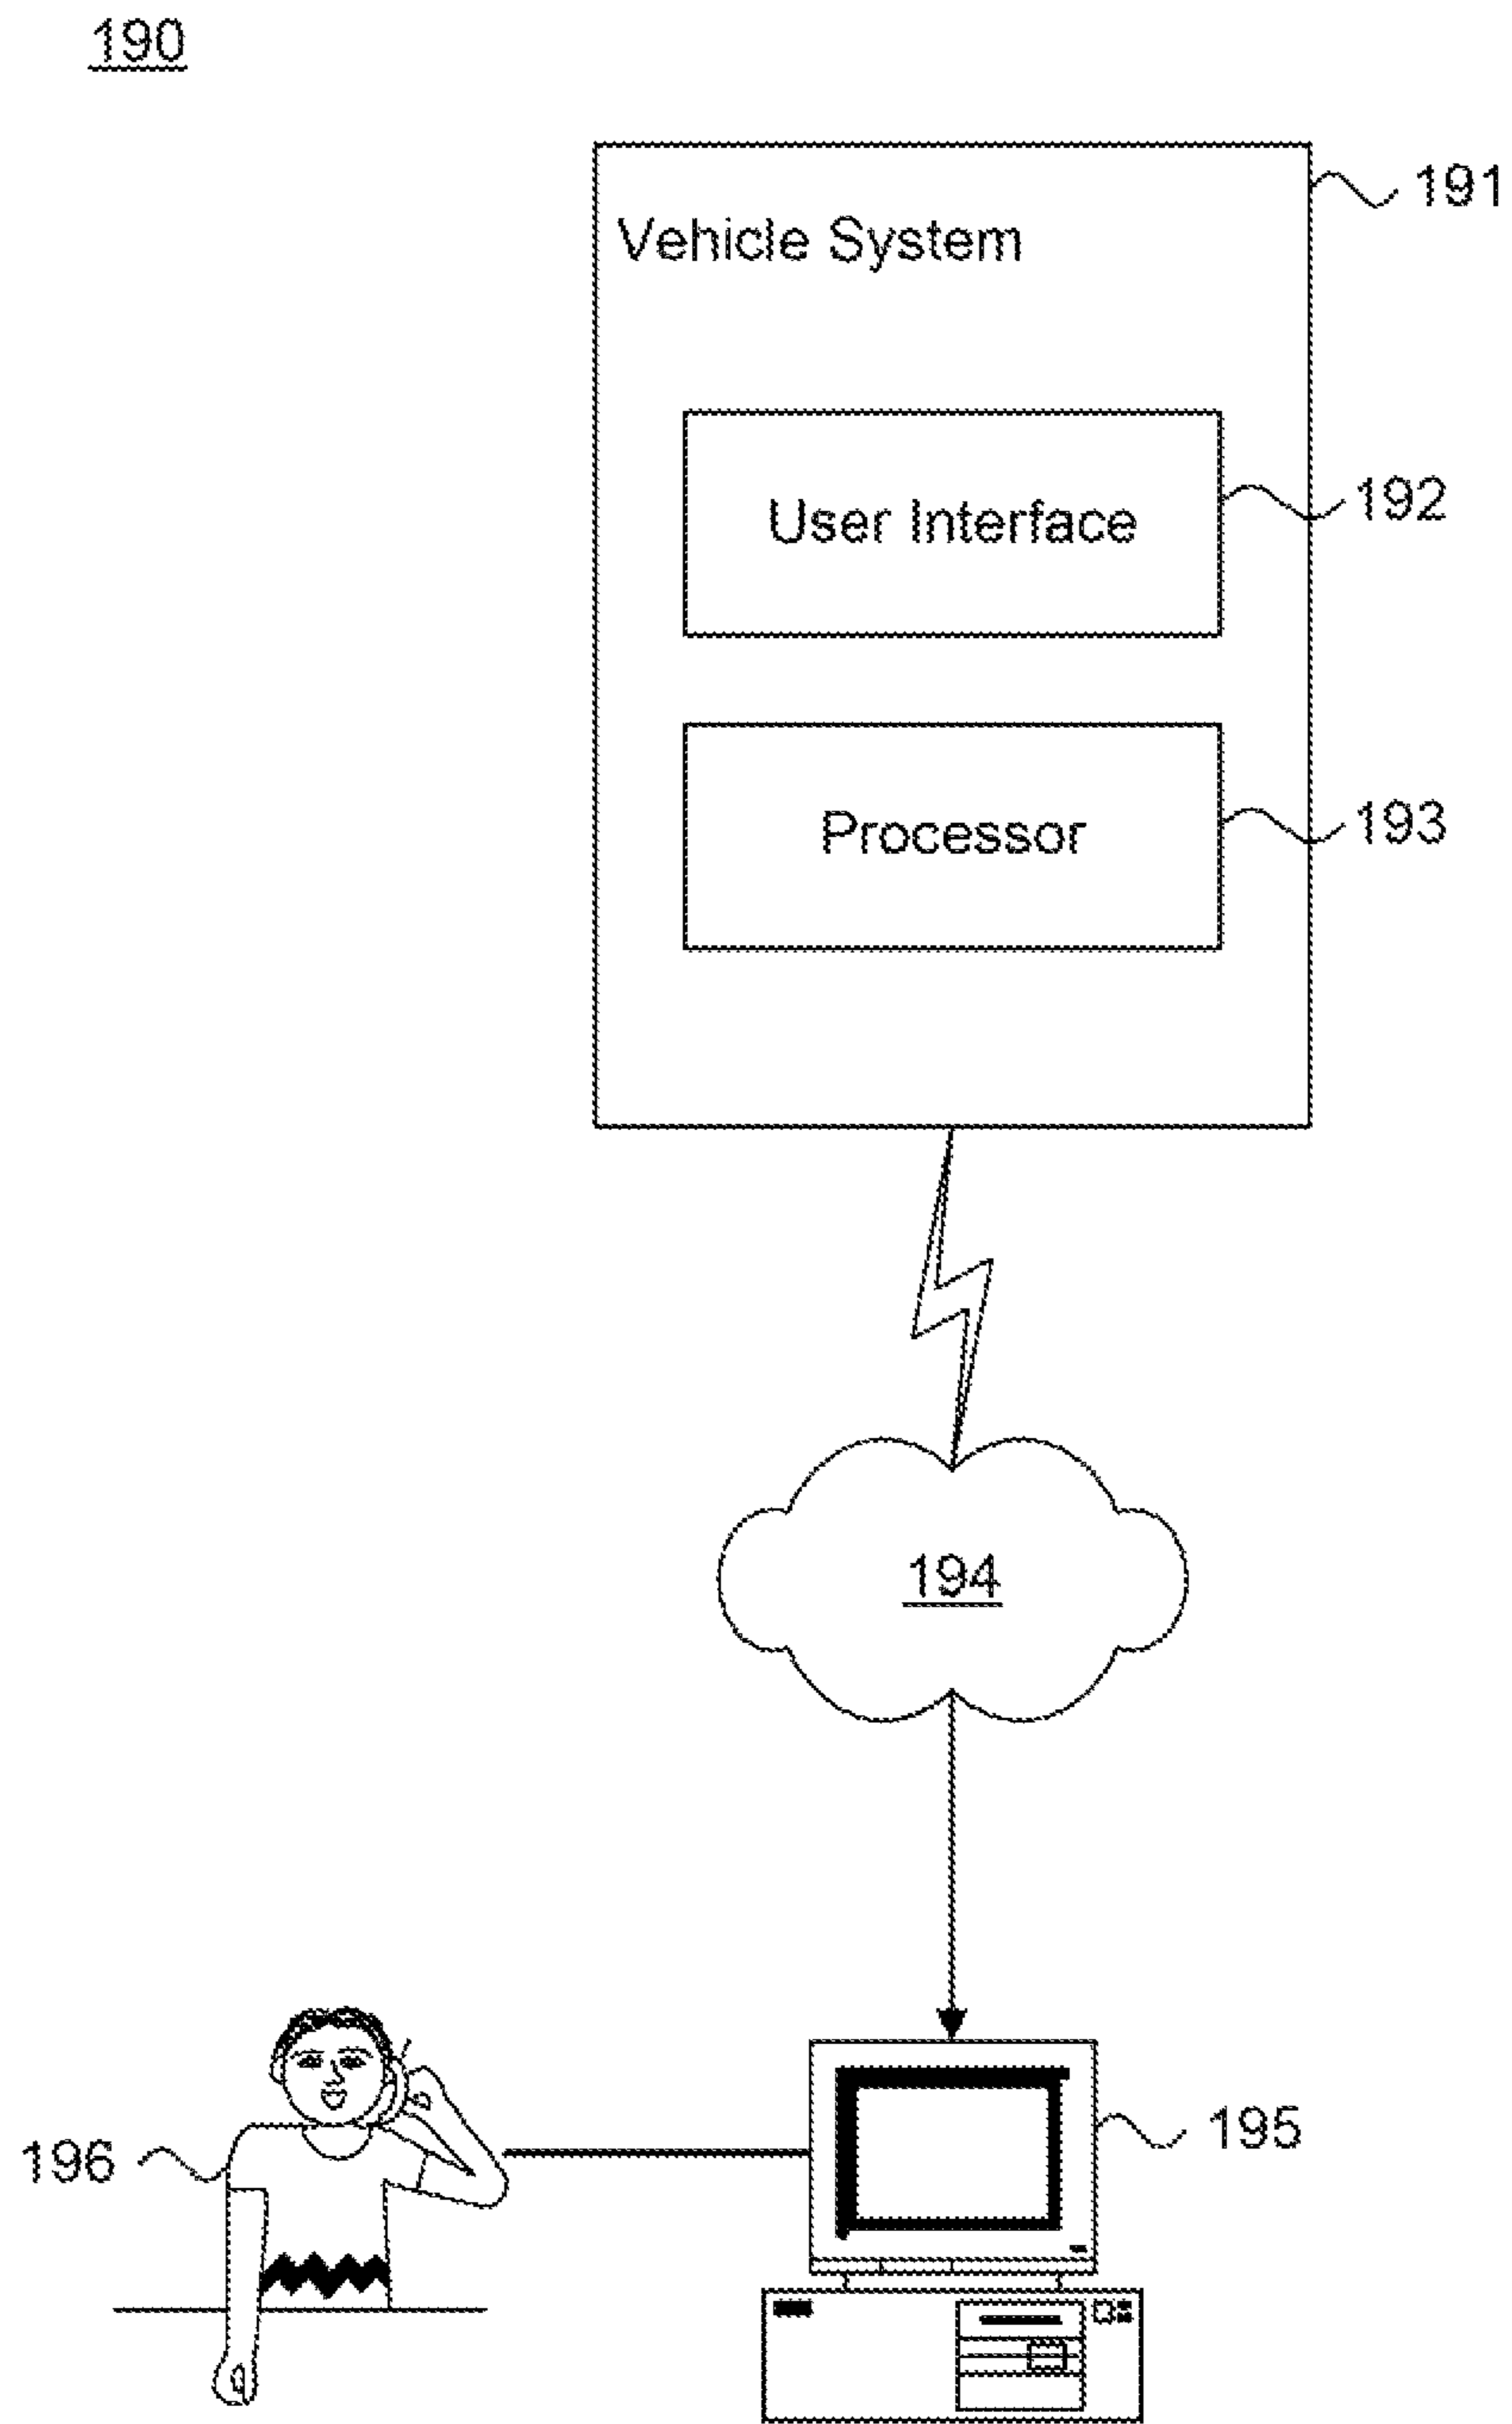 190
191
Vehicle System
User Interface
192
Processor
193
194
195
196